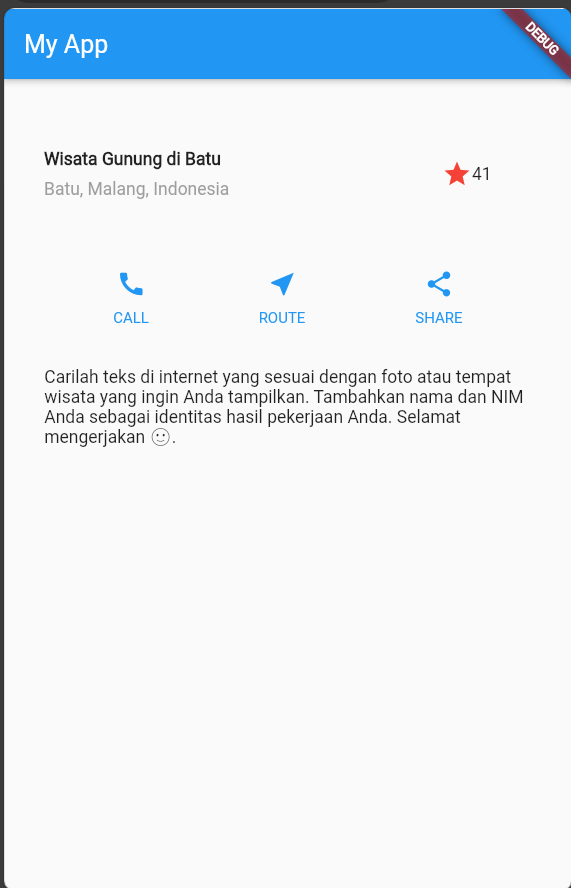 My App
DEBUG
Wisata Gunung di Batu
Batu, Malang, Indonesia
41
CALL
ROUTE
SHARE
Carilah teks di internet yang sesuai dengan foto atau tempat
wisata yang ingin Anda tampilkan. Tambahkan nama dan NIM
Anda sebagai identitas hasil pekerjaan Anda. Selamat
mengerjakan 🙂.